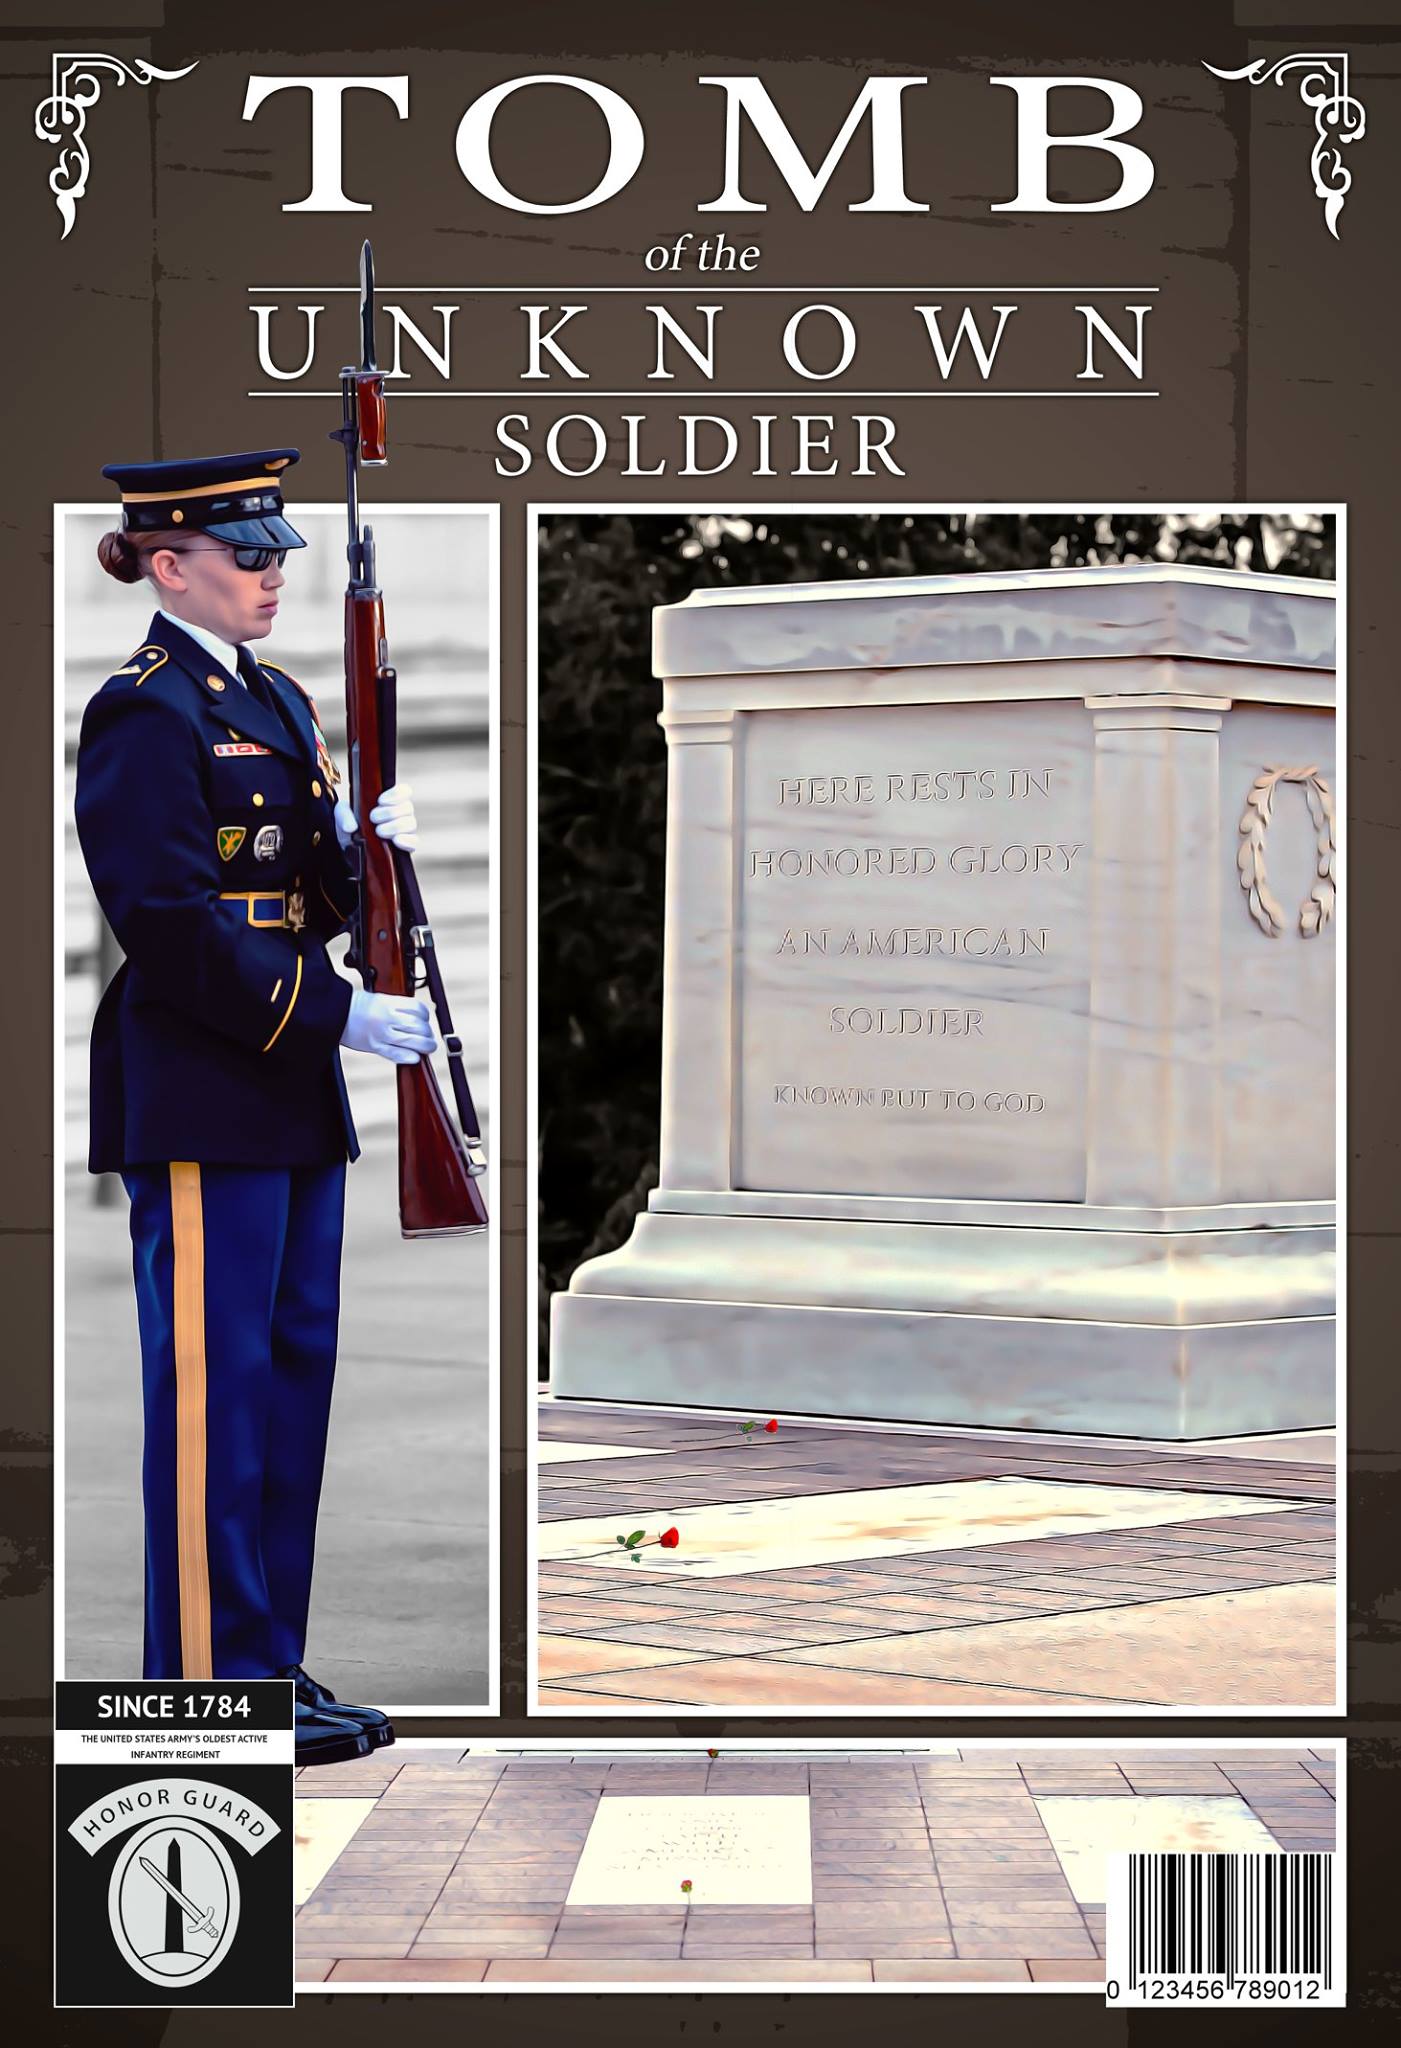 TOMB
of the
UNKNOWN
SOLDIER
HERE RESTS IN
HONORED GLORY
AN AMERICAN
SOLDIER
KNOWN BUT TO GOD
SINCE 1784
THE UNITED STATES ARMY'S OLDEST ACTIVE
INFANTRY REGIMENT
HONOR GUARD
0 123456 789012